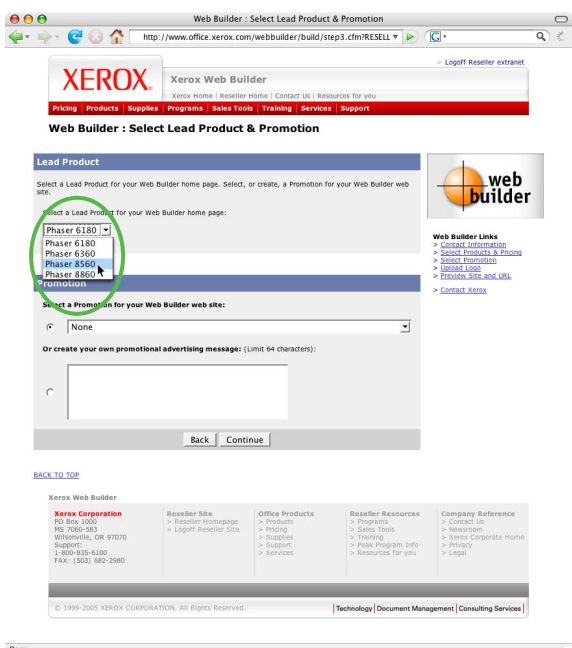 Web Builder : Select Lead Product & Promotion
http://www.office.xerox.com/webbuilder/build/step3.cfm?RESELL
G
> Logoff Reseller extranet
XEROX.
Xerox Web Builder
Xerox Home | Reseller Home | Contact Us | Resources for you
Pricing | Products | Supplies | Programs | Sales Tools | Training | Services | Support
Web Builder : Select Lead Product & Promotion
Lead Product
Select a Lead Product for your Web Builder home page. Select, or create, a Promotion for your Web Builder web
site.
Select a Lead Product for your Web Builder home page:
Phaser 6180
Phaser 6180
Phaser 6360
Phaser 8560
Phaser 8860
web
builder
Web Builder Links
> Contact Information
> Select Products & Pricing
> Select Promotion
> Upload Logo
> Preview Site and URL
> Contact Xerox
Promotion
Select a Promotion for your Web Builder web site:
None
Or create your own promotional advertising message: (Limit 64 characters):
Back Continue
BACK TO TOP
Xerox Web Builder
Xerox Corporation
PO Box 1000
MS 7060-583
Wilsonville, OR 97070
Support:
1-800-835-6100
FAX: (503) 682-2980
Reseller Site
> Reseller Homepage
> Logoff Reseller Site
Office Products
> Products
> Pricing
> Supplies
> Support
> Services
Reseller Resources
> Programs
> Sales Tools
> Training
> Peak Program Info
> Resources for you
Company Reference
> Contact Us
> Newsroom
> Xerox Corporate Home
> Privacy
> Legal
© 1999-2005 XEROX CORPORATION. All Rights Reserved.
Technology | Document Management | Consulting Services